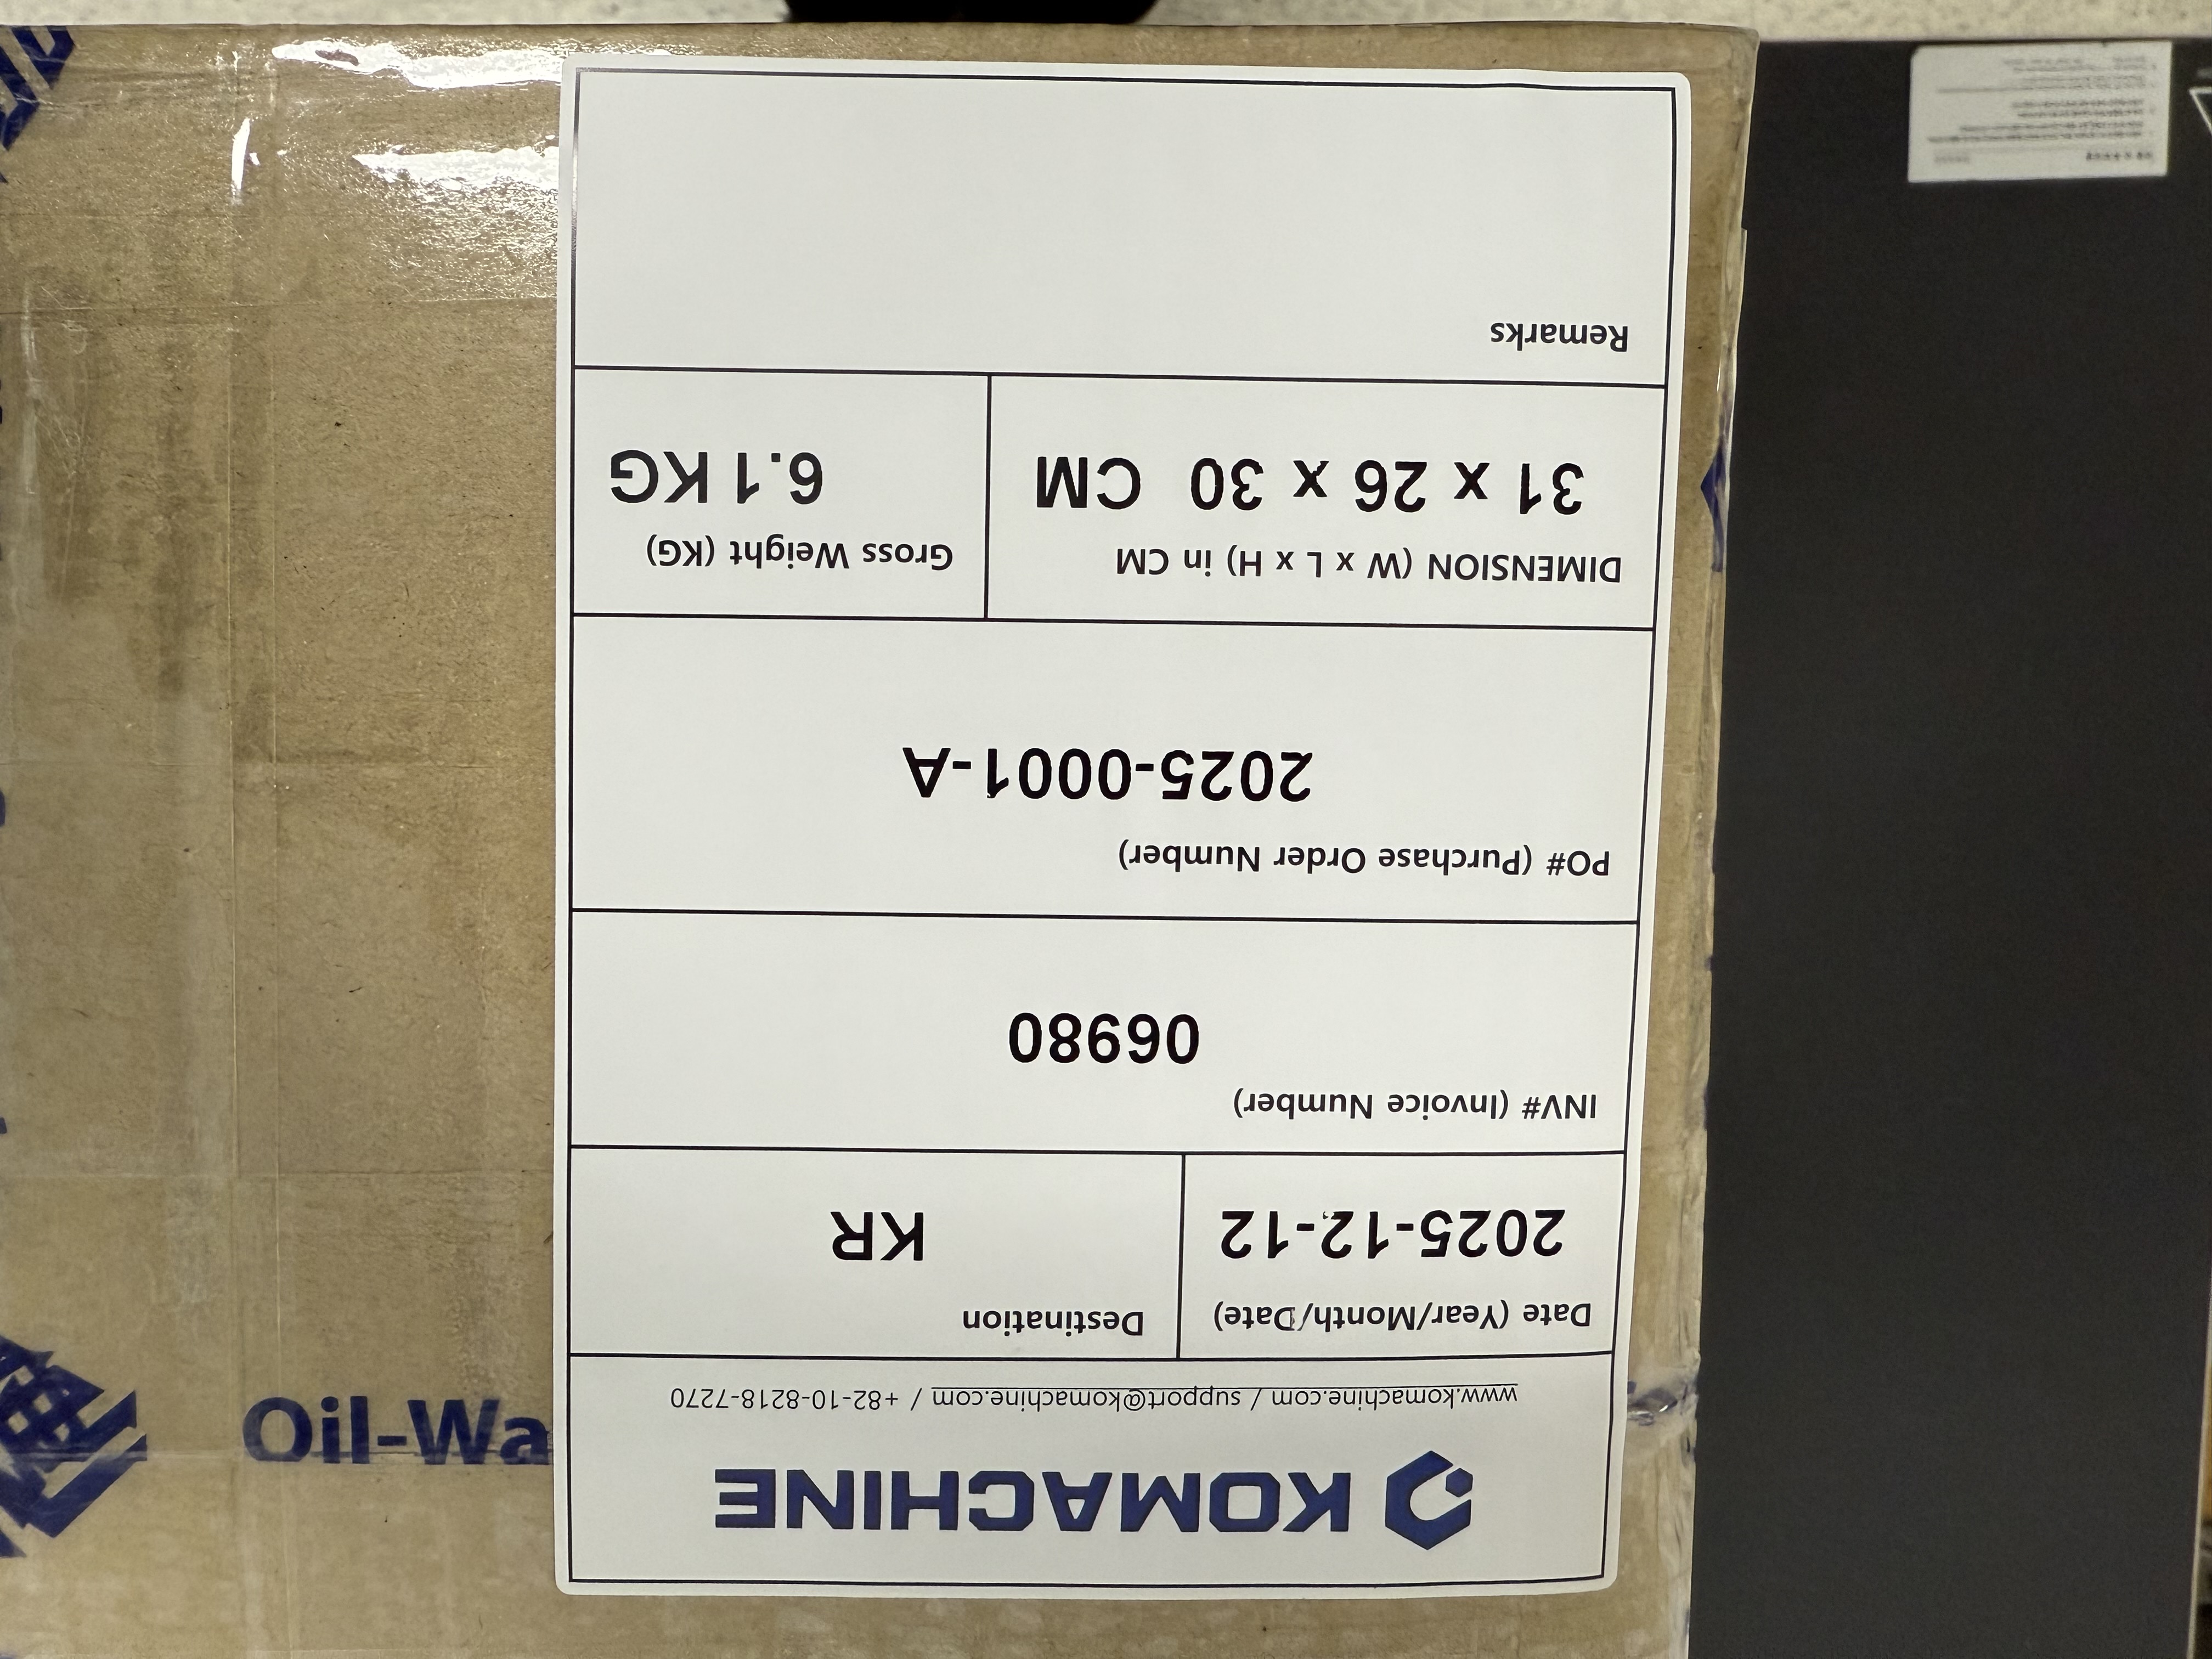 KOMACHINE
www.komachine.com / support@komachine.com / +82-10-8218-7270
Date (Year/Month/Date)
2025-12-12
Destination
KR
INV# (Invoice Number)
06980
PO# (Purchase Order Number)
2025-0001-A
DIMENSION (W x L x H) in CM
31 x 26 x 30 CM
Gross Weight (KG)
6.1 KG
Remarks
Oil-Wa